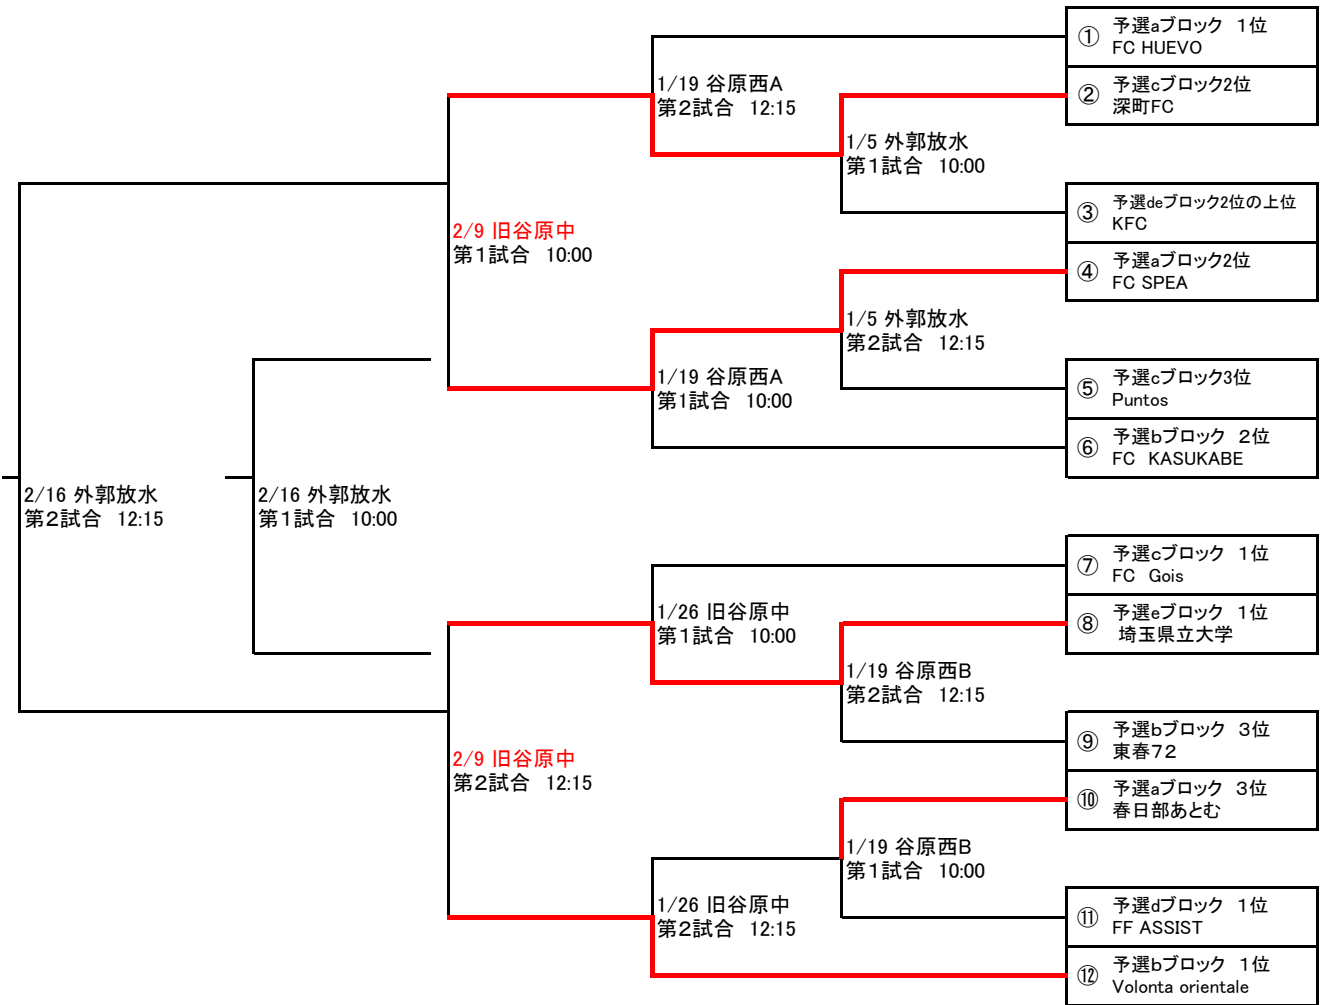 ① 予選aブロック 1位
FC HUEVO
② 予選cブロック2位
深町FC
③ 予選deブロック2位の上位
KFC
④ 予選aブロック2位
FC SPEA
⑤ 予選cブロック3位
Puntos
⑥ 予選bブロック 2位
FC KASUKABE
⑦ 予選cブロック 1位
FC Gois
⑧ 予選eブロック 1位
埼玉県立大学
⑨ 予選bブロック 3位
東春72
⑩ 予選aブロック 3位
春日部あとむ
⑪ 予選dブロック 1位
FF ASSIST
⑫ 予選bブロック 1位
Volonta orientale
1/5 外郭放水
第1試合 10:00
1/5 外郭放水
第2試合 12:15
1/19 谷原西B
第2試合 12:15
1/19 谷原西B
第1試合 10:00
1/19 谷原西A
第2試合 12:15
1/19 谷原西A
第1試合 10:00
1/26 旧谷原中
第1試合 10:00
1/26 旧谷原中
第2試合 12:15
2/9 旧谷原中
第1試合 10:00
2/9 旧谷原中
第2試合 12:15
2/16 外郭放水
第1試合 10:00
2/16 外郭放水
第2試合 12:15